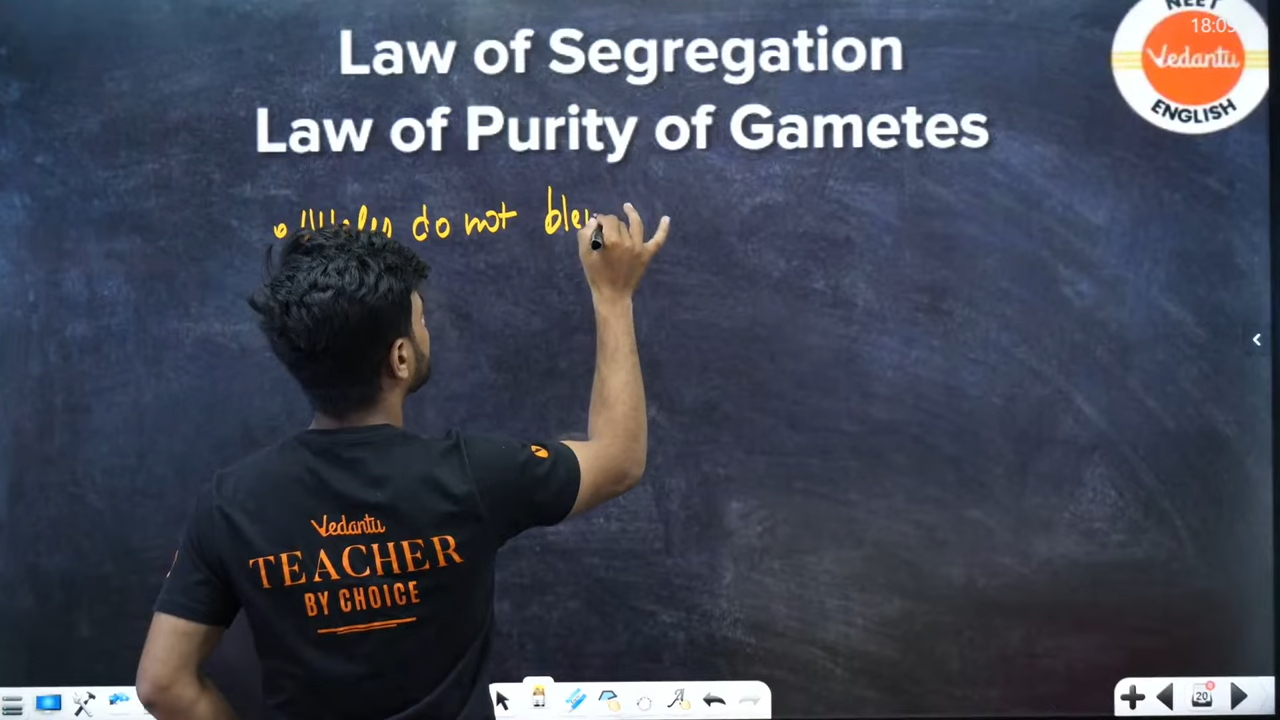 Law of Segregation
Law of Purity of Gametes
NEET
18:09
Vedantu
ENGLISH
do not
Vedantu
TEACHER
BY CHOICE
20